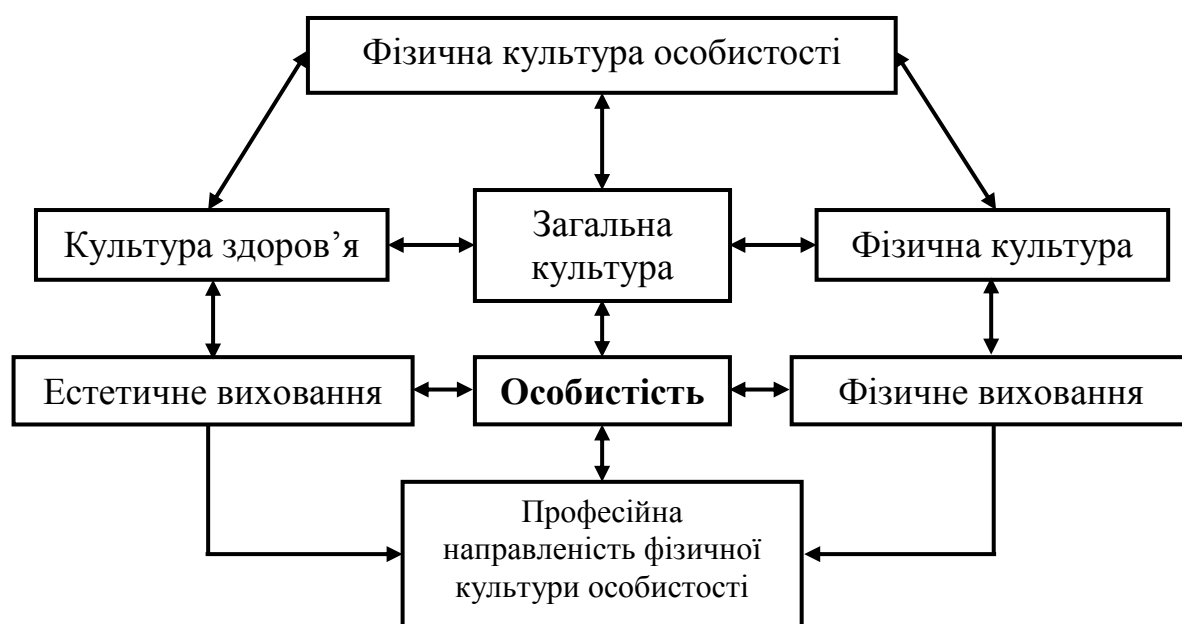 Фізична культура особистості
Культура здоров’я
Загальна
культура
Фізична культура
Естетичне виховання
Особистість
Фізичне виховання
Професійна
направленість фізичної
культури особистості